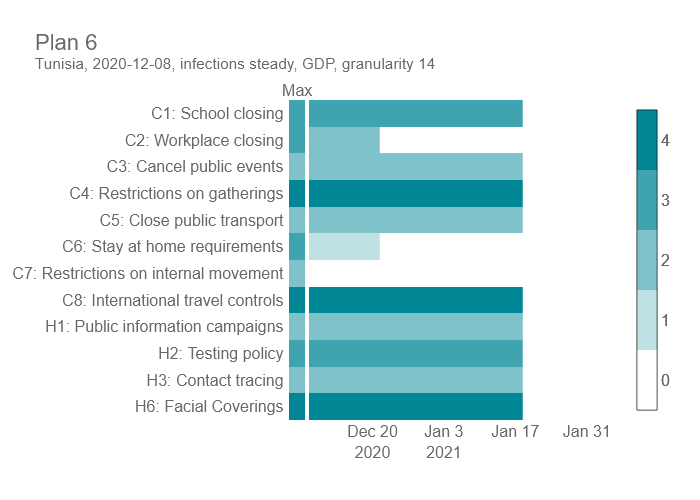 Plan 6
Tunisia, 2020-12-08, infections steady, GDP, granularity 14
Max
C1: School closing
C2: Workplace closing
C3: Cancel public events
C4: Restrictions on gatherings
C5: Close public transport
C6: Stay at home requirements
C7: Restrictions on internal movement
C8: International travel controls
H1: Public information campaigns
H2: Testing policy
H3: Contact tracing
H6: Facial Coverings
Dec 20 Jan 3 Jan 17 Jan 31
2020 2021
4
3
2
1
0